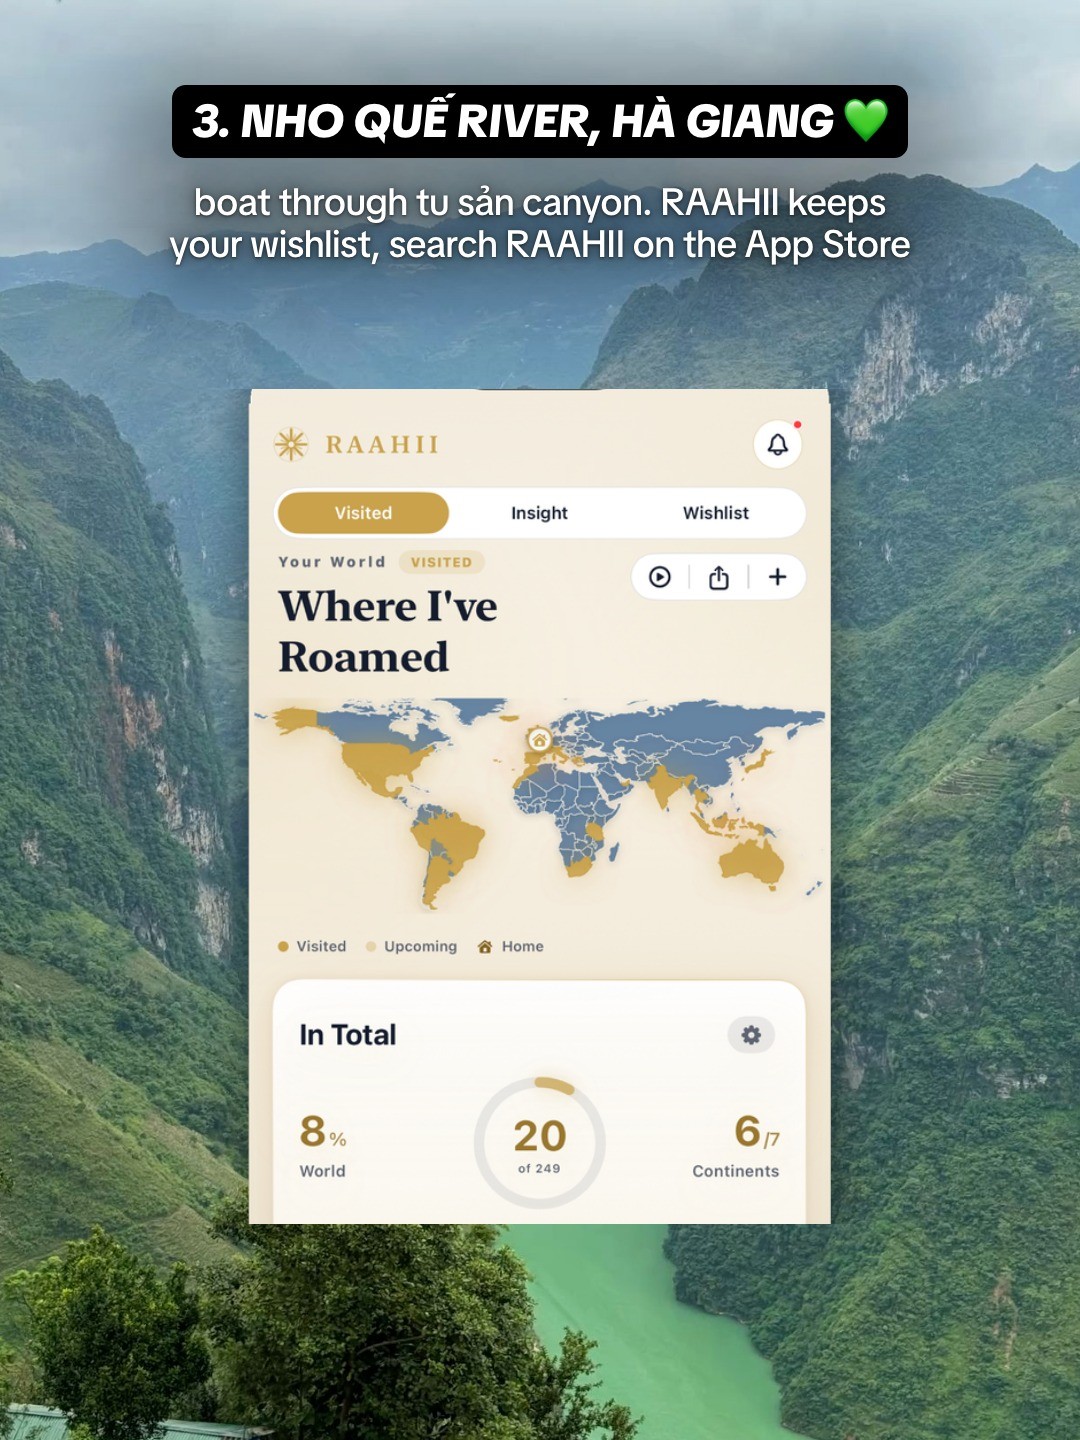 3. NHO QUẾ RIVER, HÀ GIANG 💚
boat through tu sản canyon. RAAHII keeps
your wishlist, search RAAHII on the App Store
RAAHII
Visited Insight Wishlist
Your World VISITED
Where I've
Roamed
Visited Upcoming Home
In Total
8% 20 6/7
World of 249 Continents